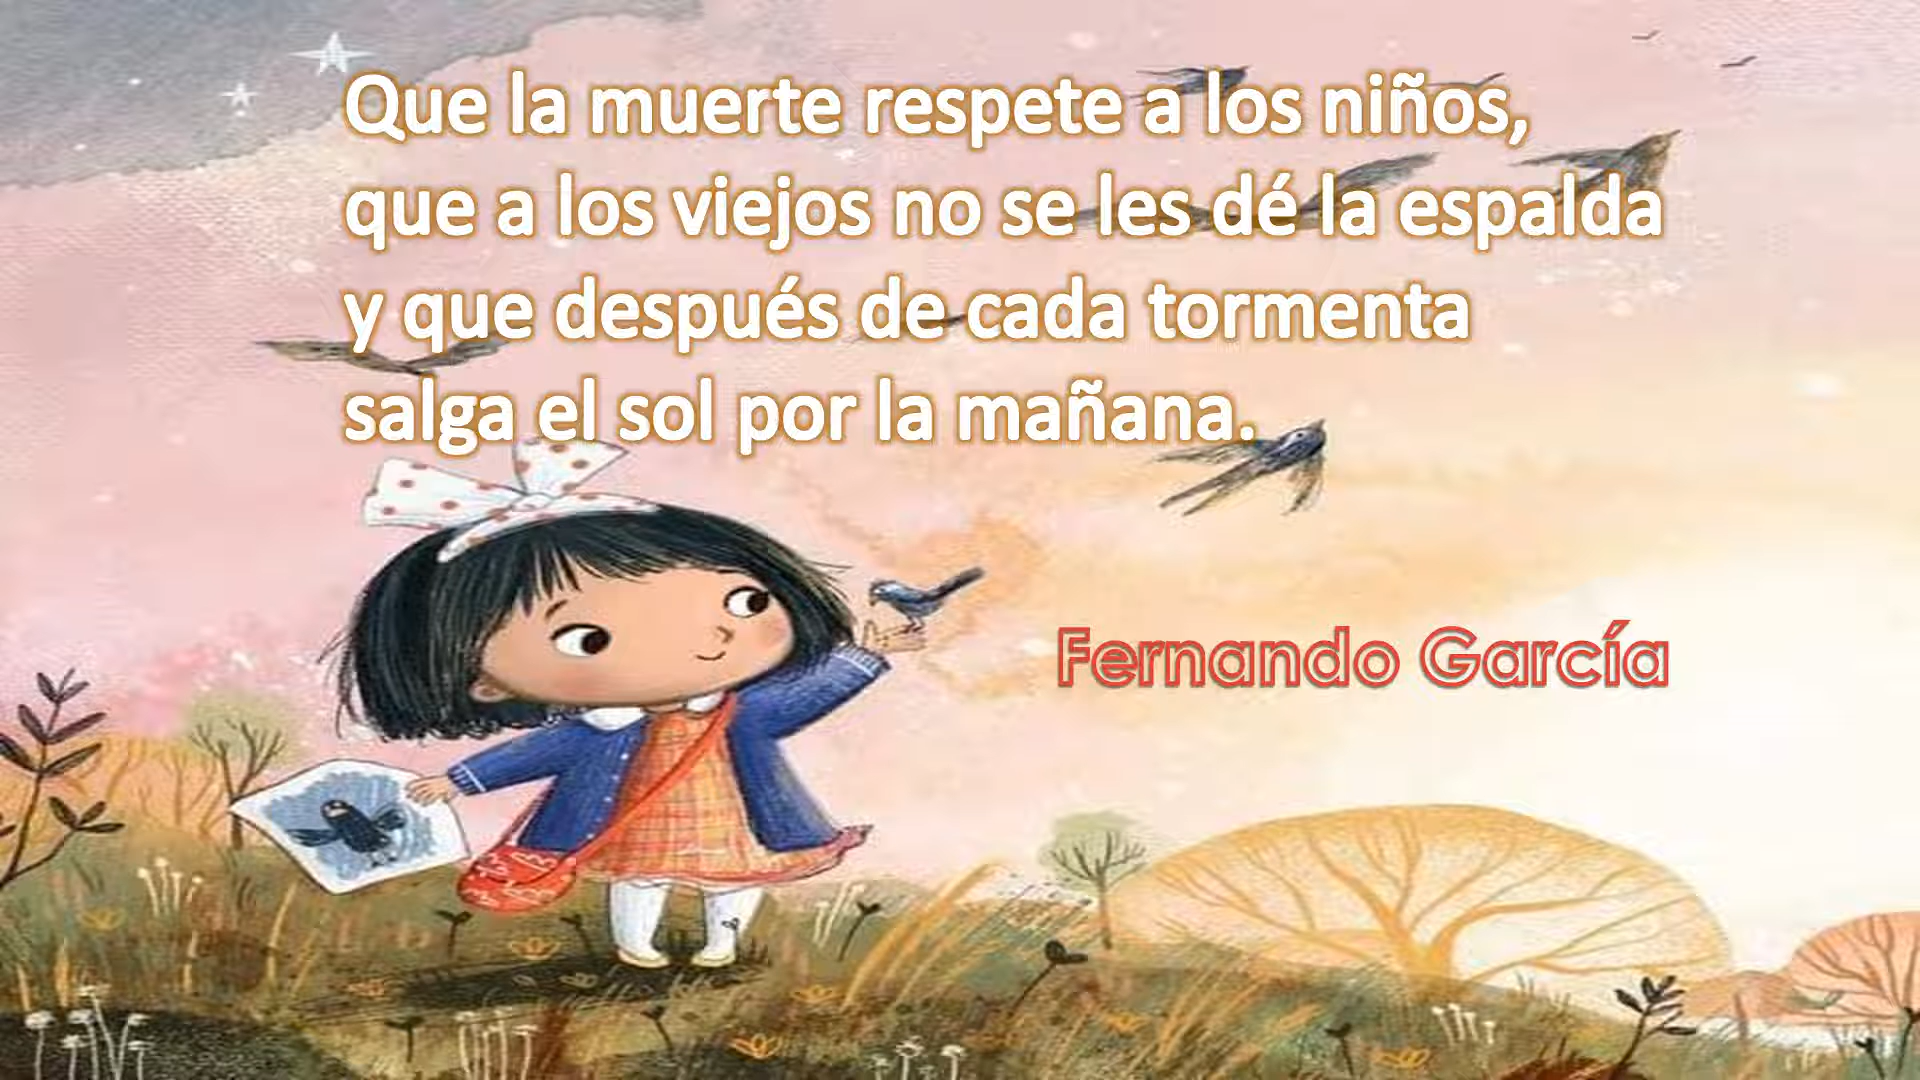 Que la muerte respete a los niños,
que a los viejos no se les dé la espalda
y que después de cada tormenta
salga el sol por la mañana.
Fernando García